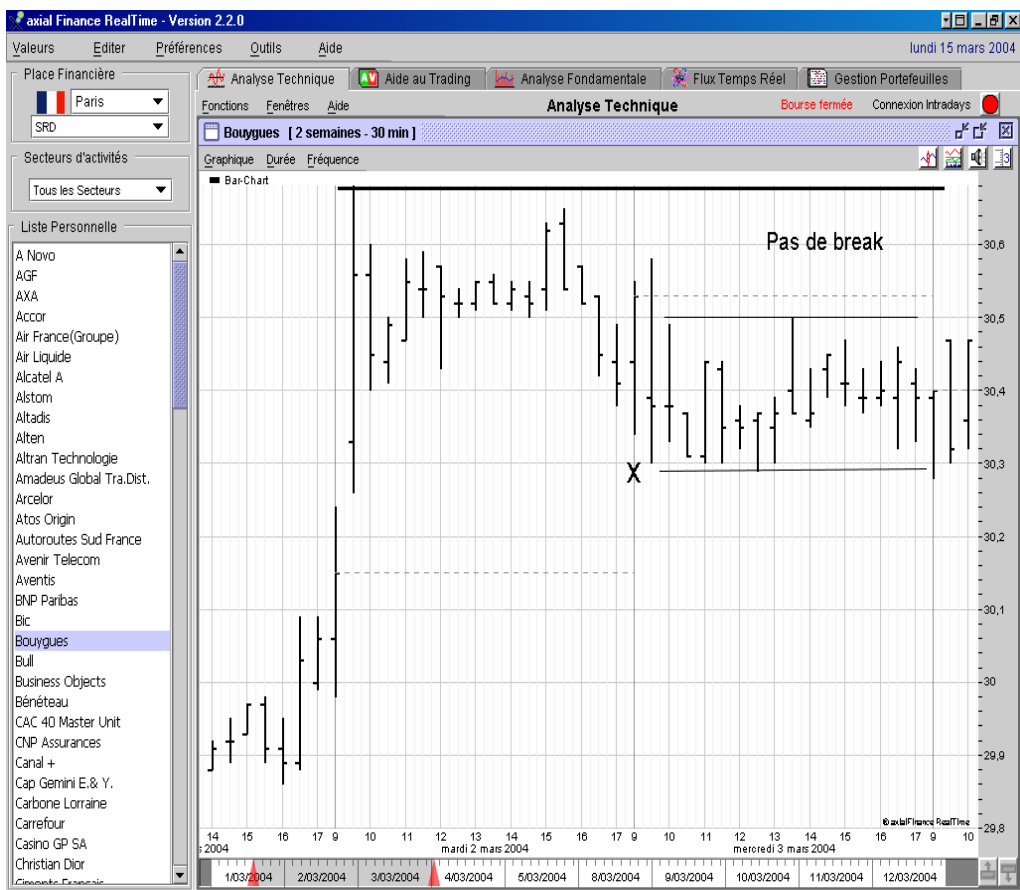 axial Finance RealTime - Version 2.2.0
Valeurs Editer Préférences Outils Aide lundi 15 mars 2004
Place Financière
Paris
SRD
Secteurs d'activités
Tous les Secteurs
Liste Personnelle
A Novo
AGF
AXA
Accor
Air France(Groupe)
Air Liquide
Alcatel A
Alstom
Altadis
Alten
Altran Technologie
Amadeus Global Tra.Dist.
Arcelor
Atos Origin
Autoroutes Sud France
Avenir Telecom
Aventis
BNP Paribas
Bic
Bouygues
Bull
Business Objects
Bénéteau
CAC 40 Master Unit
CNP Assurances
Canal +
Cap Gemini E.& Y.
Carbone Lorraine
Carrefour
Casino GP SA
Christian Dior
Ciments Français
Analyse Technique Aide au Trading Analyse Fondamentale Flux Temps Réel Gestion Portefeuilles
Fonctions Fenêtres Aide Analyse Technique Bourse fermée Connexion Intradays
Bouygues [ 2 semaines - 30 min ]
Graphique Durée Fréquence
Bar-Chart
Pas de break
X
30,6
30,5
30,4
30,3
30,2
30,1
30
29,9
29,8
© axialFinance RealTime
14 15 16 17 9 10 11 12 13 14 15 16 17 9 10 11 12 13 14 15 16 17 9 10
s 2004 mardi 2 mars 2004 mercredi 3 mars 2004
1/03/2004 2/03/2004 3/03/2004 4/03/2004 5/03/2004 8/03/2004 9/03/2004 10/03/2004 11/03/2004 12/03/2004